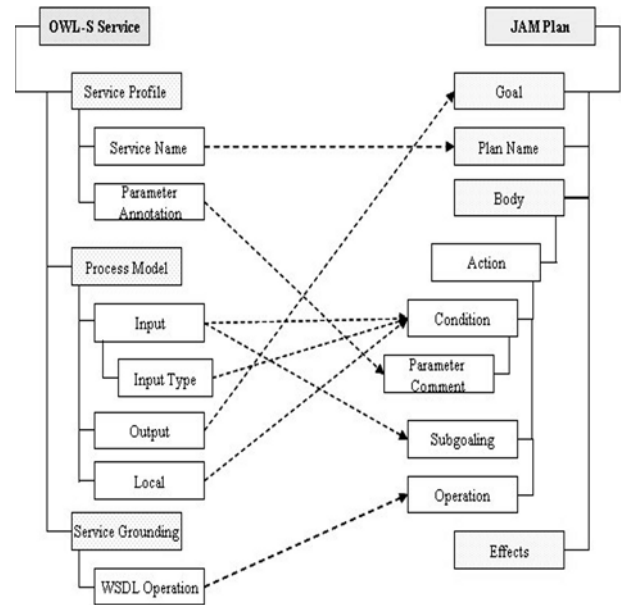 OWL-S Service
JAM Plan
Service Profile
Goal
Service Name
Plan Name
Parameter
Annotation
Body
Process Model
Action
Input
Condition
Input Type
Parameter
Comment
Output
Subgoaling
Local
Operation
Service Grounding
Effects
WSDL Operation